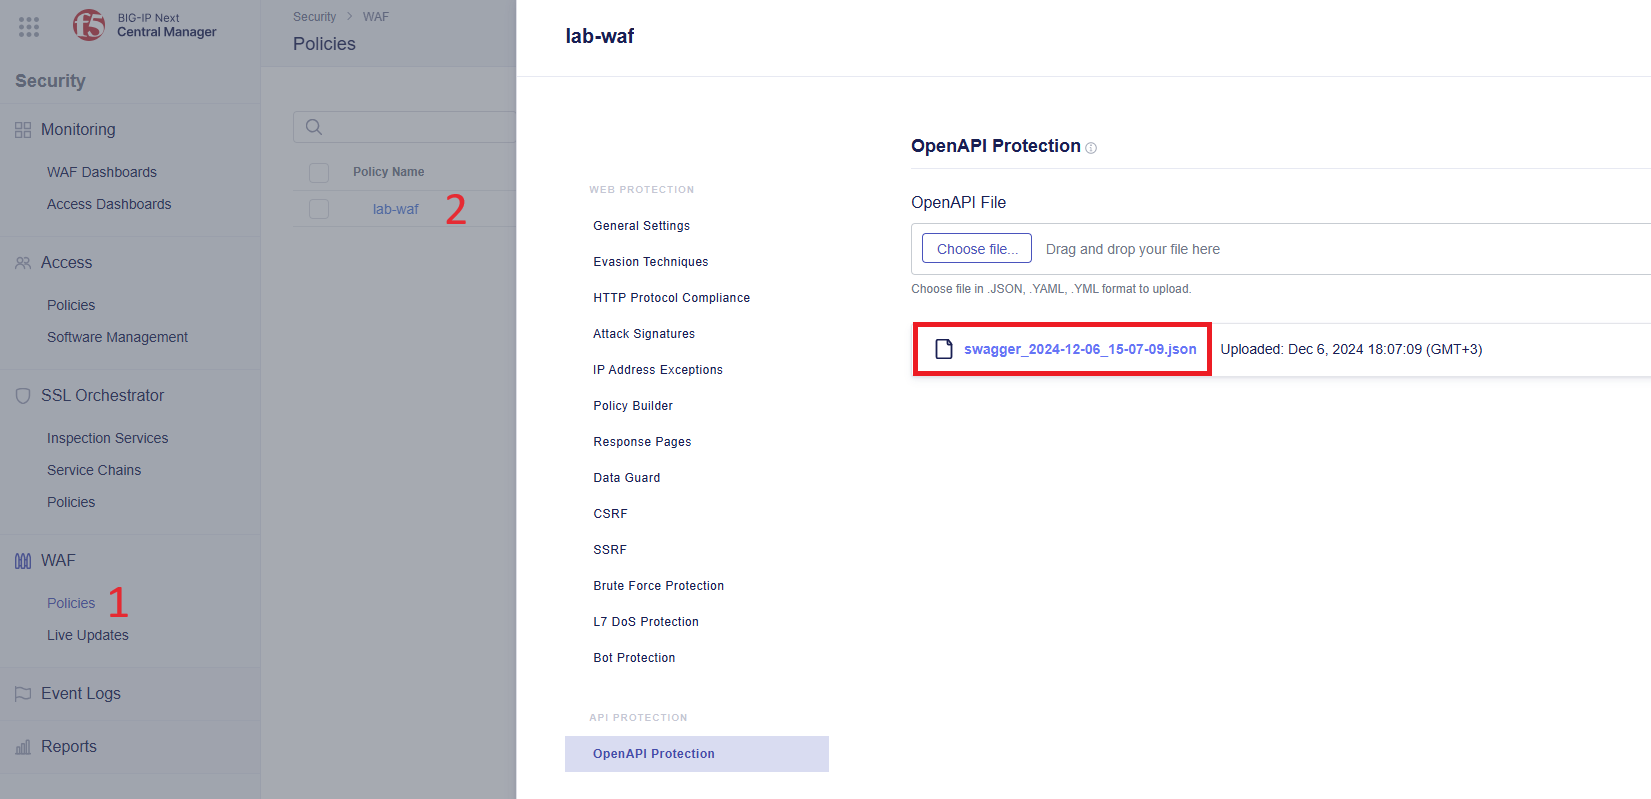 f5
BIG-IP Next
Central Manager
Security
Monitoring
WAF Dashboards
Access Dashboards
Access
Policies
Software Management
SSL Orchestrator
Inspection Services
Service Chains
Policies
WAF
Policies 1
Live Updates
Event Logs
Reports
Security > WAF
Policies
Policy Name
lab-waf 2
lab-waf
WEB PROTECTION
General Settings
Evasion Techniques
HTTP Protocol Compliance
Attack Signatures
IP Address Exceptions
Policy Builder
Response Pages
Data Guard
CSRF
SSRF
Brute Force Protection
L7 DoS Protection
Bot Protection
API PROTECTION
OpenAPI Protection
OpenAPI Protection
OpenAPI File
Choose file... Drag and drop your file here
Choose file in .JSON, .YAML, .YML format to upload.
swagger_2024-12-06_15-07-09.json Uploaded: Dec 6, 2024 18:07:09 (GMT+3)